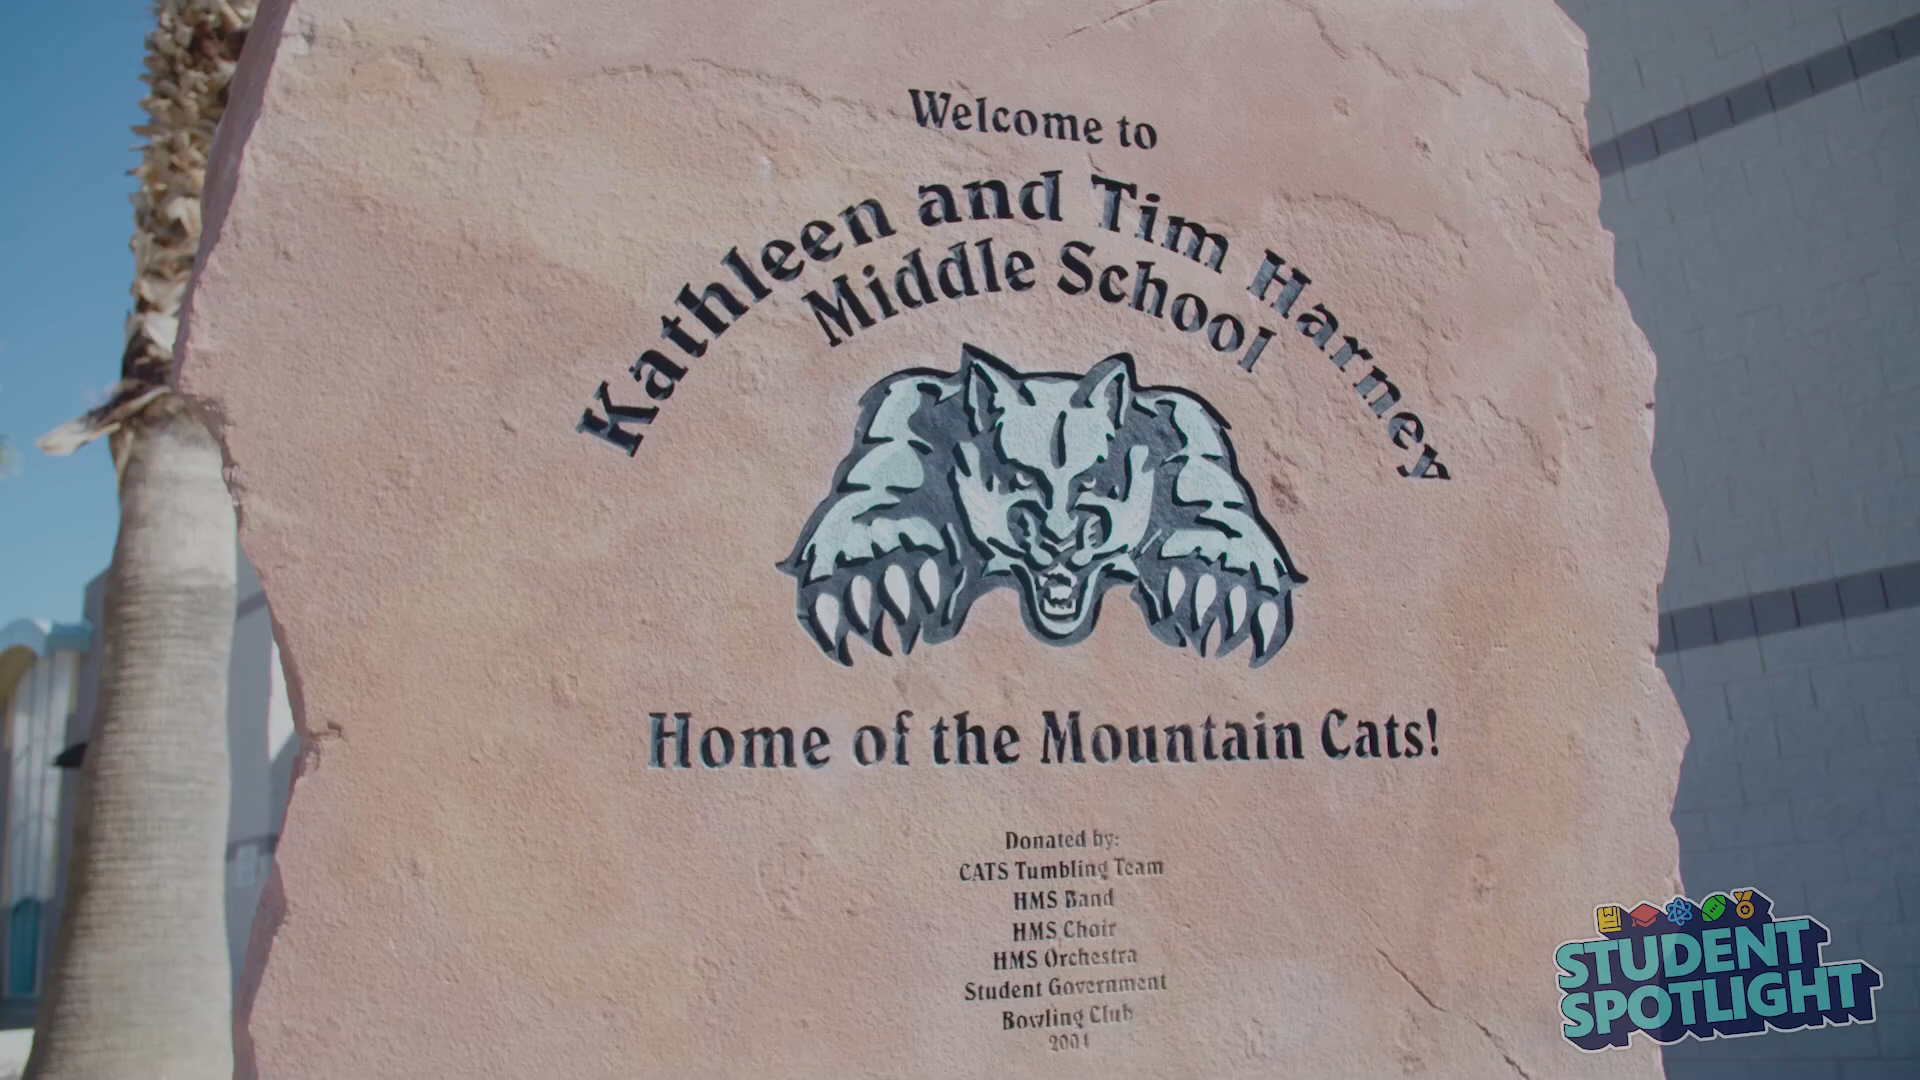 Welcome to
Kathleen and Tim Harney
Middle School
Home of the Mountain Cats!
Donated by:
CATS Tumbling Team
HMS Band
HMS Choir
HMS Orchestra
Student Government
Bowling Club
2001
STUDENT
SPOTLIGHT